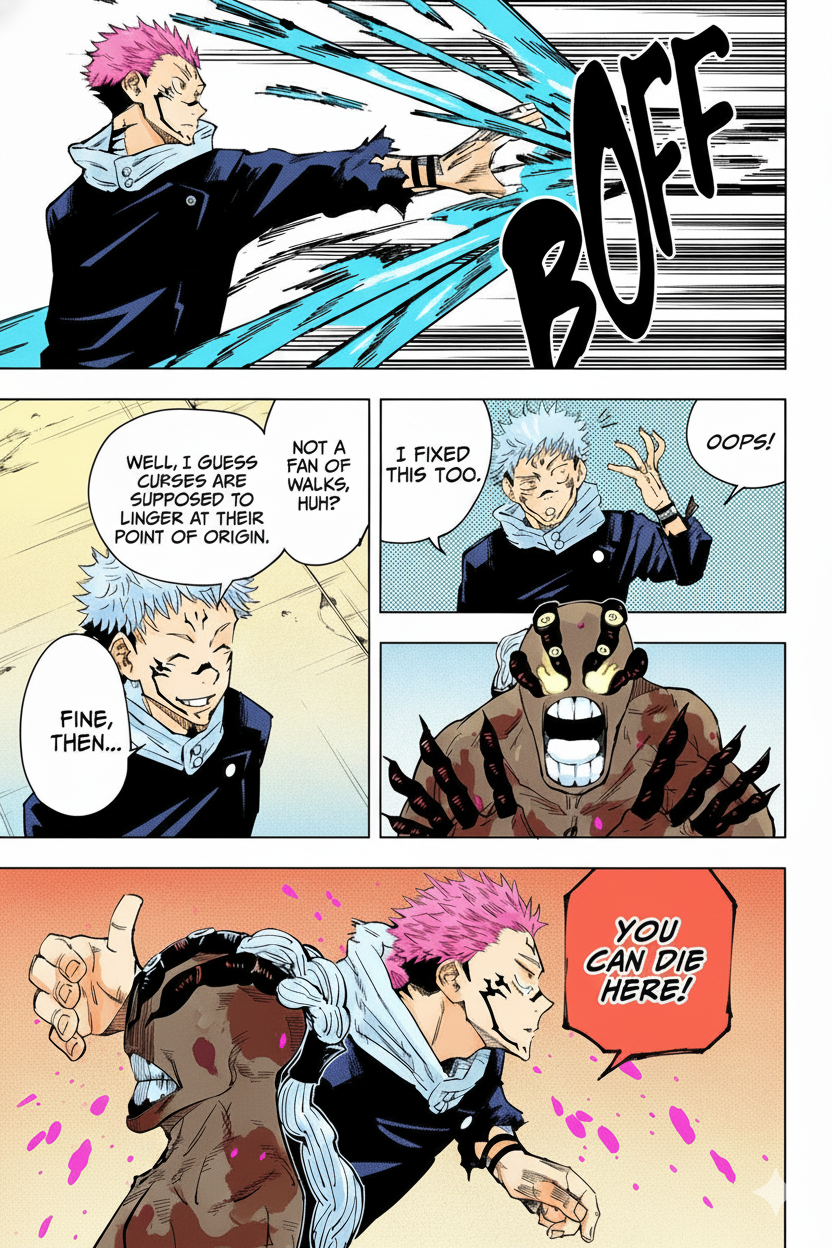 BOFF
OOPS!
I FIXED
THIS TOO.
NOT A
FAN OF
WALKS,
HUH?
WELL, I GUESS
CURSES ARE
SUPPOSED TO
LINGER AT THEIR
POINT OF ORIGIN.
FINE,
THEN...
YOU
CAN DIE
HERE!